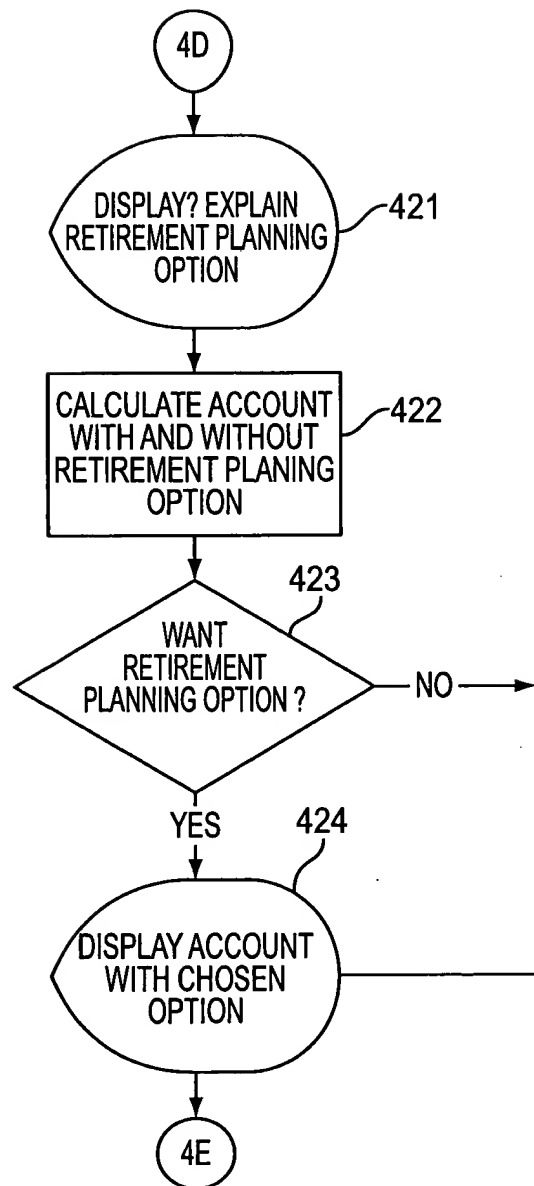 4D
DISPLAY? EXPLAIN
RETIREMENT PLANNING
OPTION
421
CALCULATE ACCOUNT
WITH AND WITHOUT
RETIREMENT PLANING
OPTION
422
423
WANT
RETIREMENT
PLANNING OPTION ?
NO
YES
424
DISPLAY ACCOUNT
WITH CHOSEN
OPTION
4E